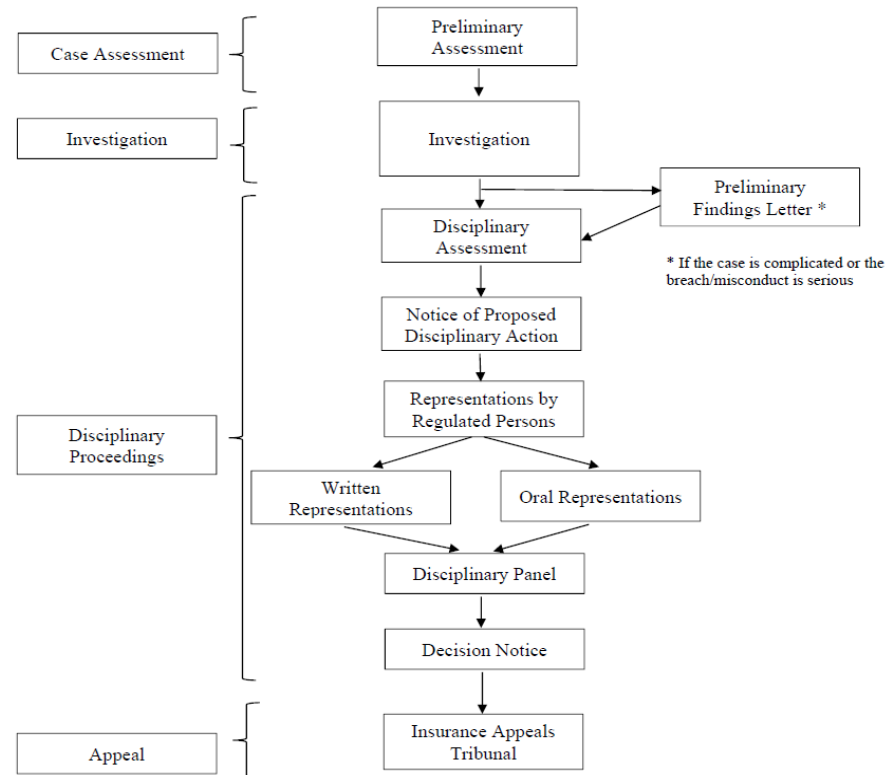 Preliminary
Assessment
Case Assessment
Investigation
Investigation
Preliminary
Findings Letter *
Disciplinary
Assessment
* If the case is complicated or the
breach/misconduct is serious
Notice of Proposed
Disciplinary Action
Representations by
Regulated Persons
Disciplinary
Proceedings
Written
Representations
Oral Representations
Disciplinary Panel
Decision Notice
Insurance Appeals
Tribunal
Appeal